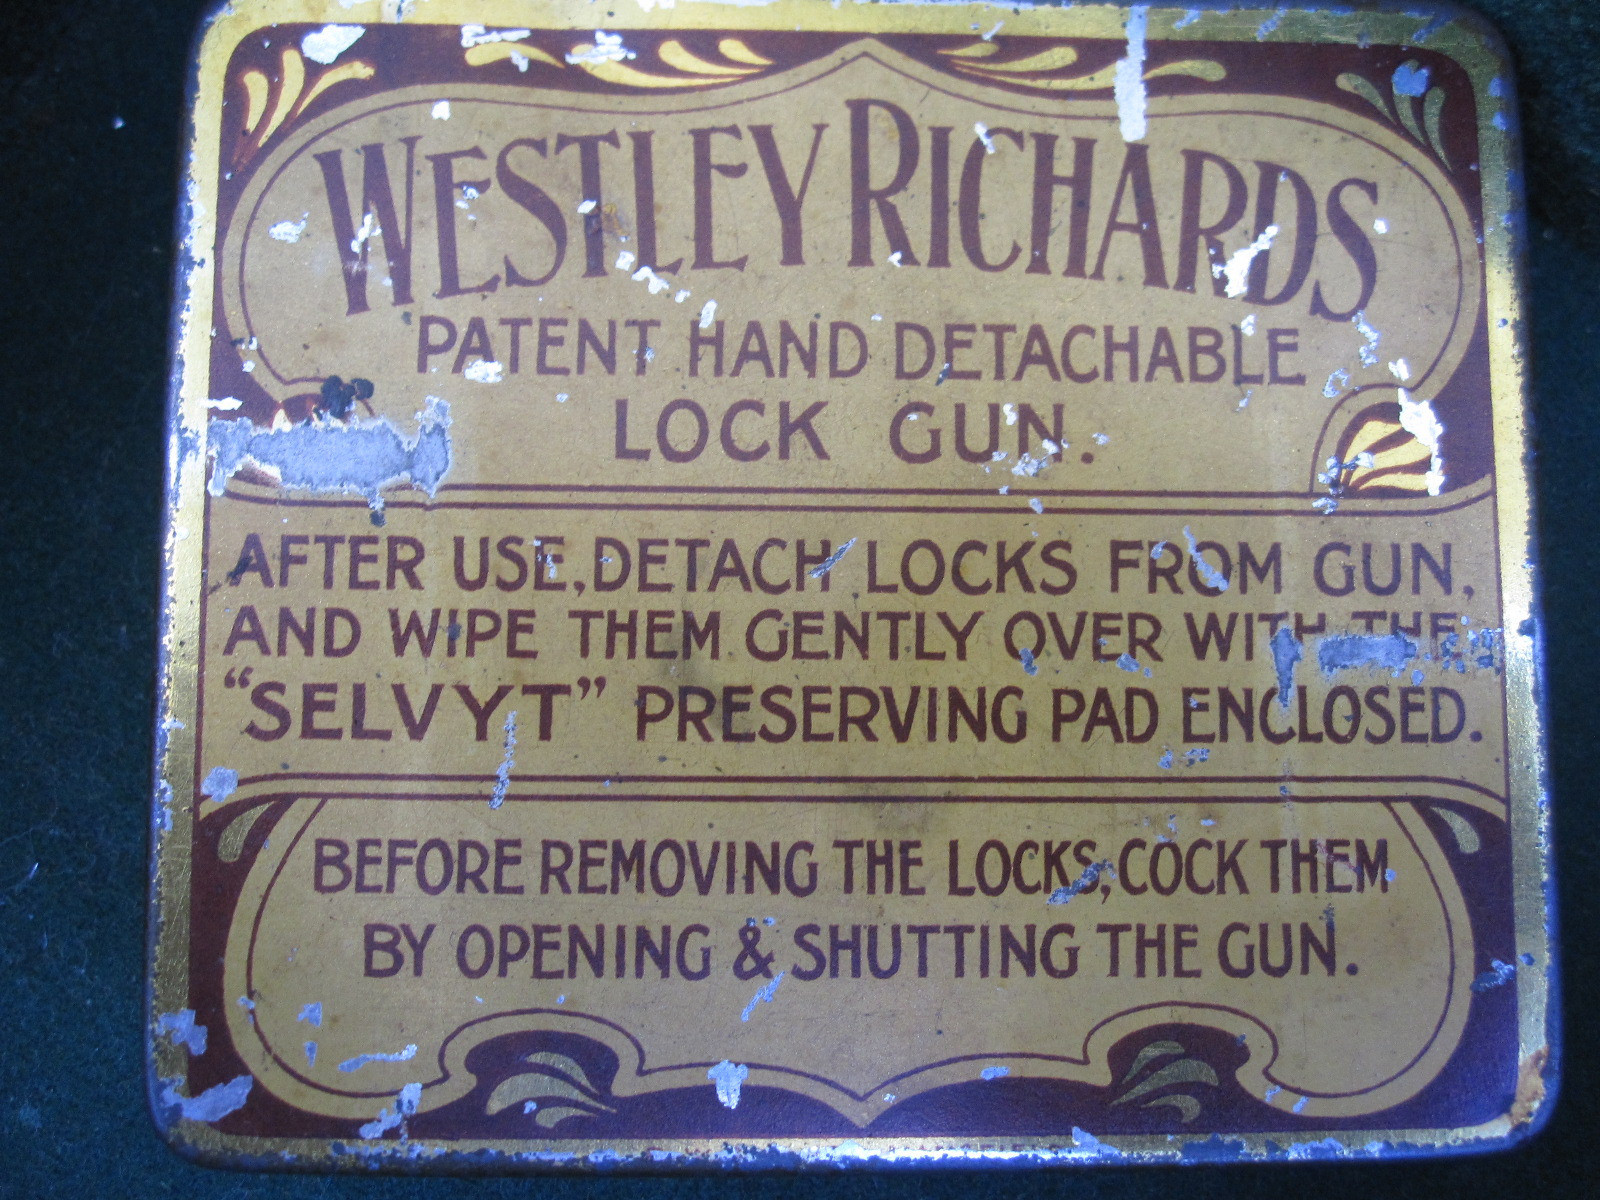 WESTLEY RICHARDS
PATENT HAND DETACHABLE
LOCK GUN.
AFTER USE, DETACH LOCKS FROM GUN,
AND WIPE THEM GENTLY OVER WITH THE
"SELVYT" PRESERVING PAD ENCLOSED.
BEFORE REMOVING THE LOCKS, COCK THEM
BY OPENING & SHUTTING THE GUN.